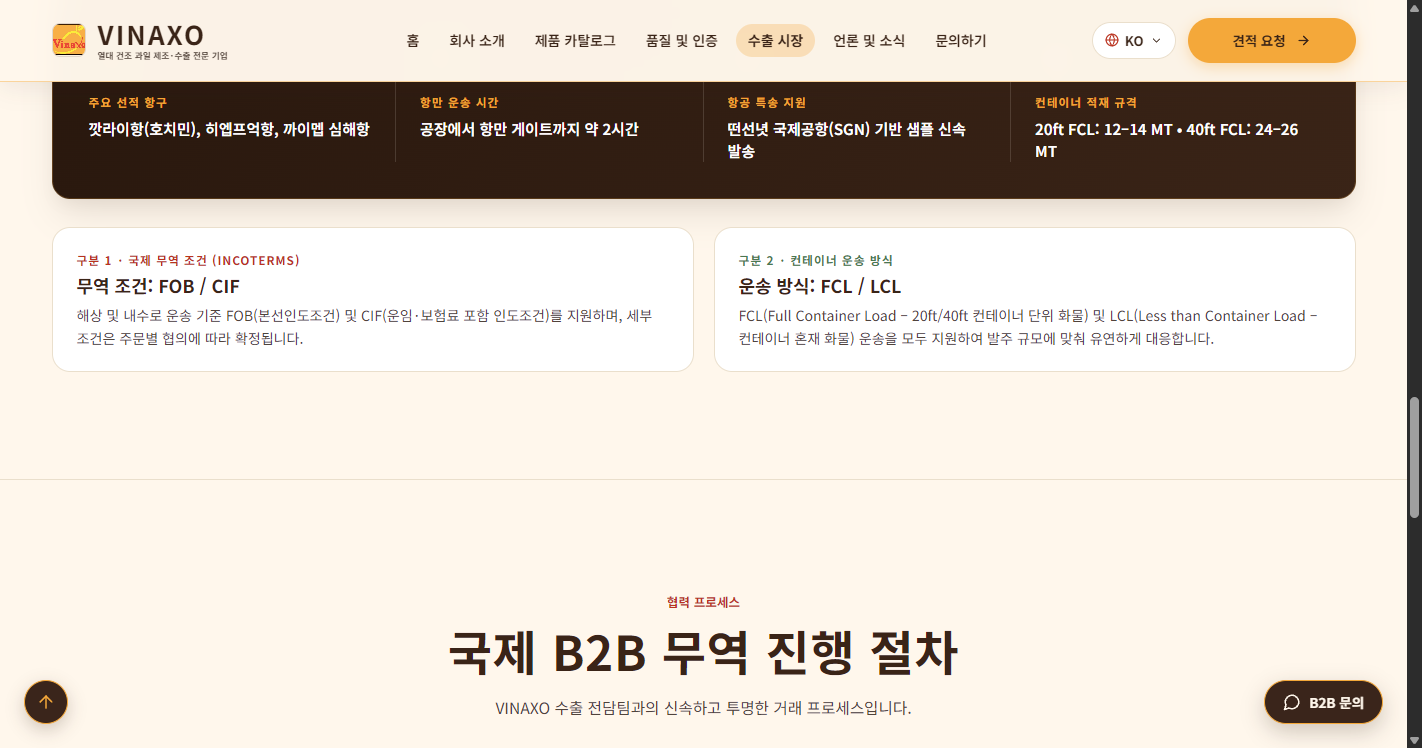 Vinaxo
VINAXO
열대 건조 과일 제조·수출 전문 기업
홈
회사 소개
제품 카탈로그
품질 및 인증
수출 시장
언론 및 소식
문의하기
KO
견적 요청 →
주요 선적 항구
깟라이항(호치민), 히엡프억항, 까이멥 심해항
항만 운송 시간
공장에서 항만 게이트까지 약 2시간
항공 특송 지원
떤선녓 국제공항(SGN) 기반 샘플 신속
발송
컨테이너 적재 규격
20ft FCL: 12–14 MT • 40ft FCL: 24–26
MT
구분 1 · 국제 무역 조건 (INCOTERMS)
무역 조건: FOB / CIF
해상 및 내수로 운송 기준 FOB(본선인도조건) 및 CIF(운임·보험료 포함 인도조건)를 지원하며, 세부
조건은 주문별 협의에 따라 확정됩니다.
구분 2 · 컨테이너 운송 방식
운송 방식: FCL / LCL
FCL(Full Container Load – 20ft/40ft 컨테이너 단위 화물) 및 LCL(Less than Container Load –
컨테이너 혼재 화물) 운송을 모두 지원하여 발주 규모에 맞춰 유연하게 대응합니다.
협력 프로세스
국제 B2B 무역 진행 절차
VINAXO 수출 전담팀과의 신속하고 투명한 거래 프로세스입니다.
B2B 문의